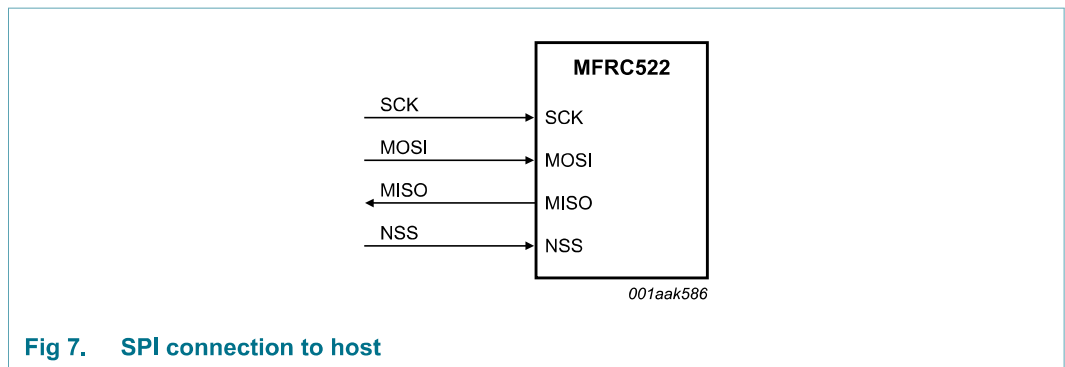 MFRC522
SCK
SCK
MOSI
MOSI
MISO
MISO
NSS
NSS
001aak586
Fig 7. SPI connection to host